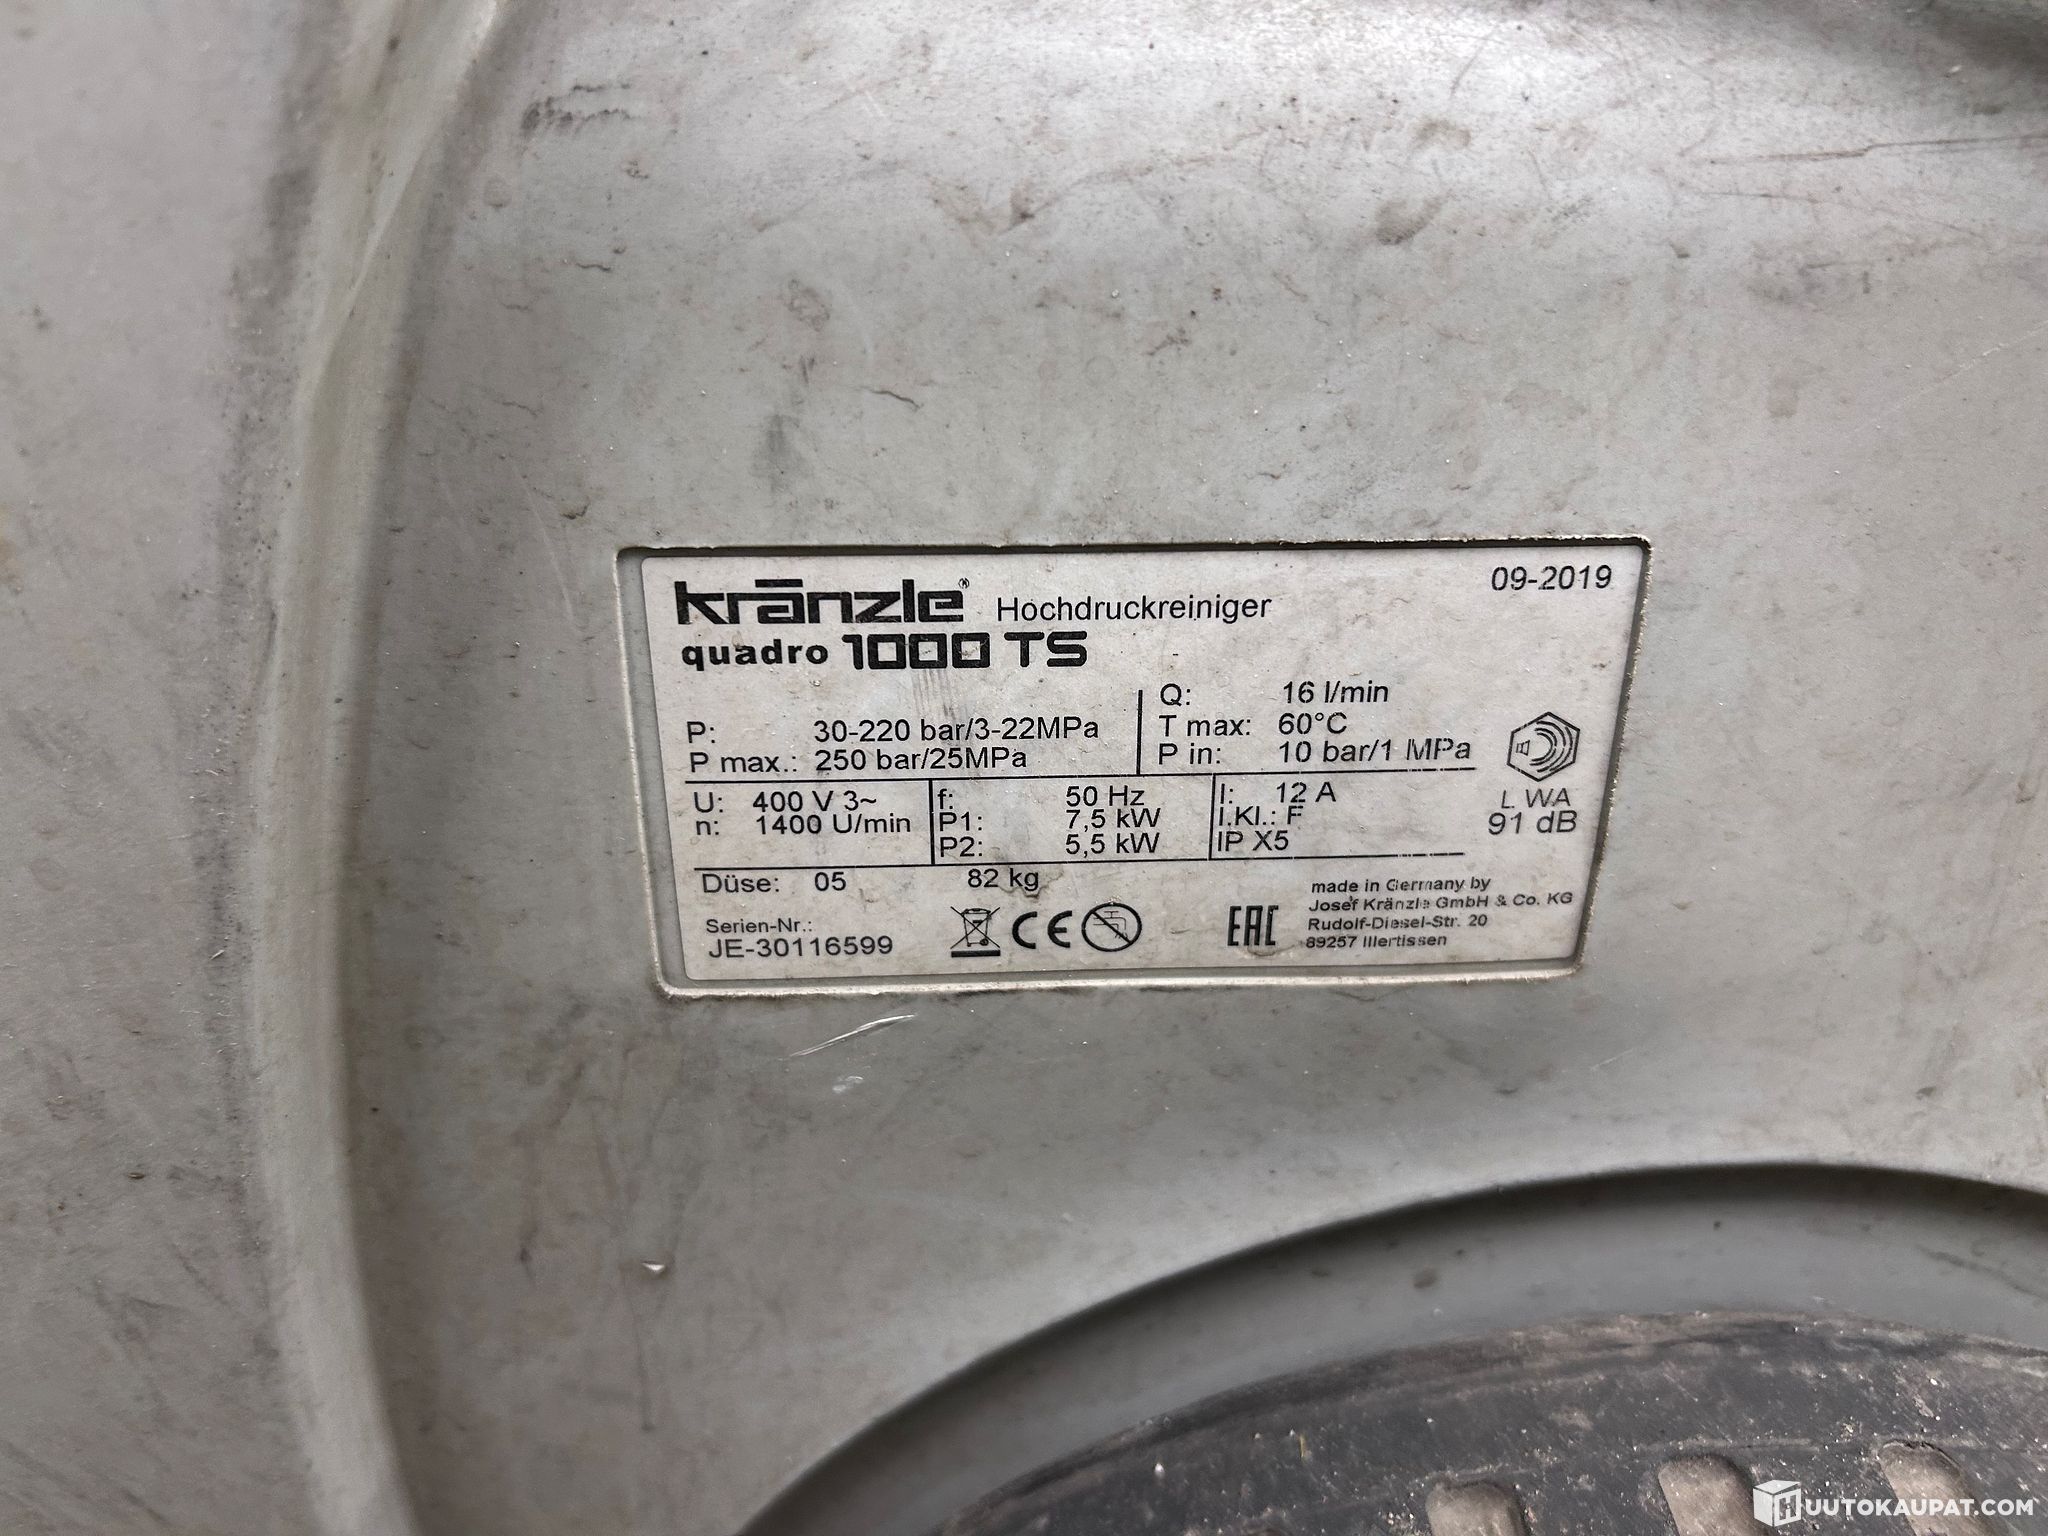 kränzle® Hochdruckreiniger
09-2019
quadro 1000 TS
P: 30-220 bar/3-22MPa
P max.: 250 bar/25MPa
Q: 16 l/min
T max: 60°C
P in: 10 bar/1 MPa
U: 400 V 3~
n: 1400 U/min
f: 50 Hz
P1: 7,5 kW
P2: 5,5 kW
I: 12 A
I.Kl.: F
IP X5
L WA
91 dB
Düse: 05 82 kg
Serien-Nr.:
JE-30116599
CE
EAC
made in Germany by
Josef Kränzle GmbH & Co. KG
Rudolf-Diesel-Str. 20
89257 Illertissen
HUUTOKAUPAT.COM